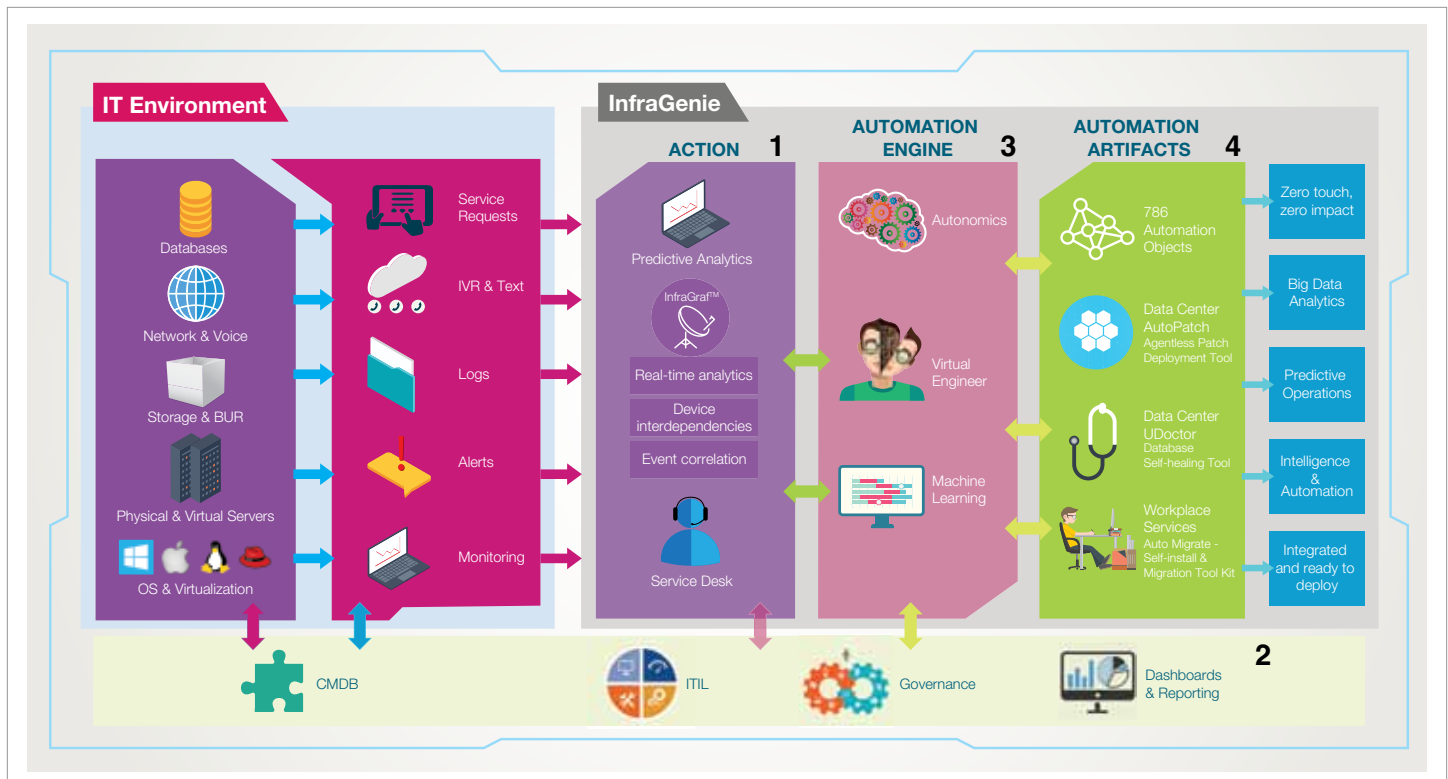 IT Environment
Databases
Network & Voice
Storage & BUR
Physical & Virtual Servers
OS & Virtualization
Service
Requests
IVR & Text
Logs
Alerts
Monitoring
InfraGenie
ACTION
1
Predictive Analytics
InfraGraf™
Real-time analytics
Device
interdependencies
Event correlation
Service Desk
AUTOMATION
ENGINE
3
Autonomics
Virtual
Engineer
Machine
Learning
AUTOMATION
ARTIFACTS
4
786
Automation
Objects
Data Center
AutoPatch
Agentless Patch
Deployment Tool
Data Center
UDoctor
Database
Self-healing Tool
Workplace
Services
Auto Migrate -
Self-install &
Migration Tool Kit
Zero touch,
zero impact
Big Data
Analytics
Predictive
Operations
Intelligence
&
Automation
Integrated
and ready to
deploy
CMDB
ITIL
Governance
Dashboards
& Reporting
2